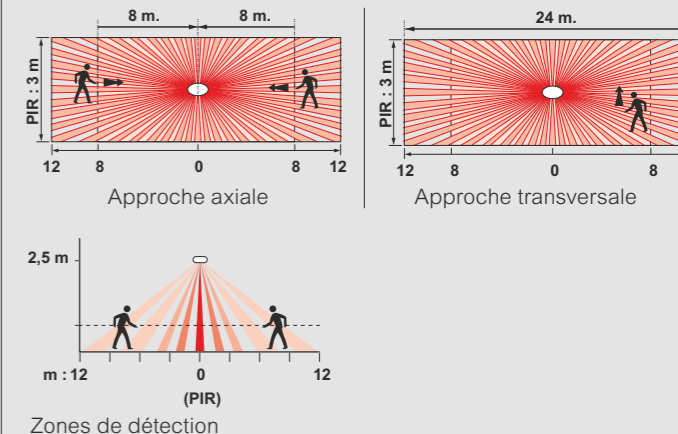 8 m. 8 m.
PIR : 3 m
12 8 0 8 12
Approche axiale
24 m.
PIR : 3 m
12 8 0 8
Approche transversale
2,5 m
m : 12 0 12
(PIR)
Zones de détection